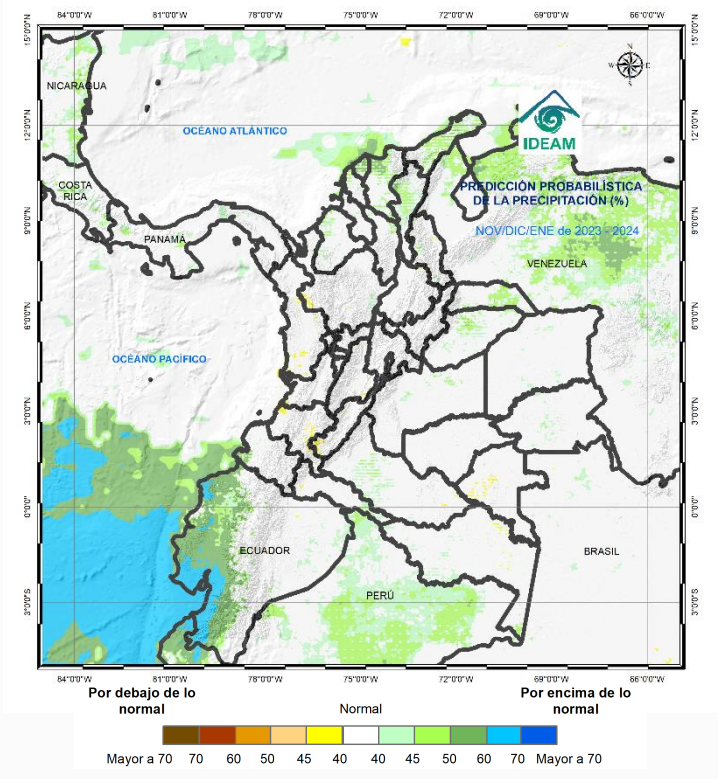 84°0'0"W 81°0'0"W 78°0'0"W 75°0'0"W 72°0'0"W 69°0'0"W 66°0'0"W
15°0'0"N 15°0'0"N
N
W E
S
NICARAGUA
12°0'0"N 12°0'0"N
OCÉANO ATLÁNTICO
IDEAM
COSTA
RICA
PREDICCIÓN PROBABILÍSTICA
DE LA PRECIPITACIÓN (%)
9°0'0"N 9°0'0"N
NOV/DIC/ENE de 2023 - 2024
PANAMÁ
VENEZUELA
6°0'0"N 6°0'0"N
OCÉANO PACÍFICO
3°0'0"N 3°0'0"N
0°0'0" 0°0'0"
ECUADOR
BRASIL
PERÚ
3°0'0"S 3°0'0"S
84°0'0"W 81°0'0"W 78°0'0"W 75°0'0"W 72°0'0"W 69°0'0"W 66°0'0"W
Por debajo de lo
normal
Normal
Por encima de lo
normal
Mayor a 70 70 60 50 45 40 40 45 50 60 70 Mayor a 70